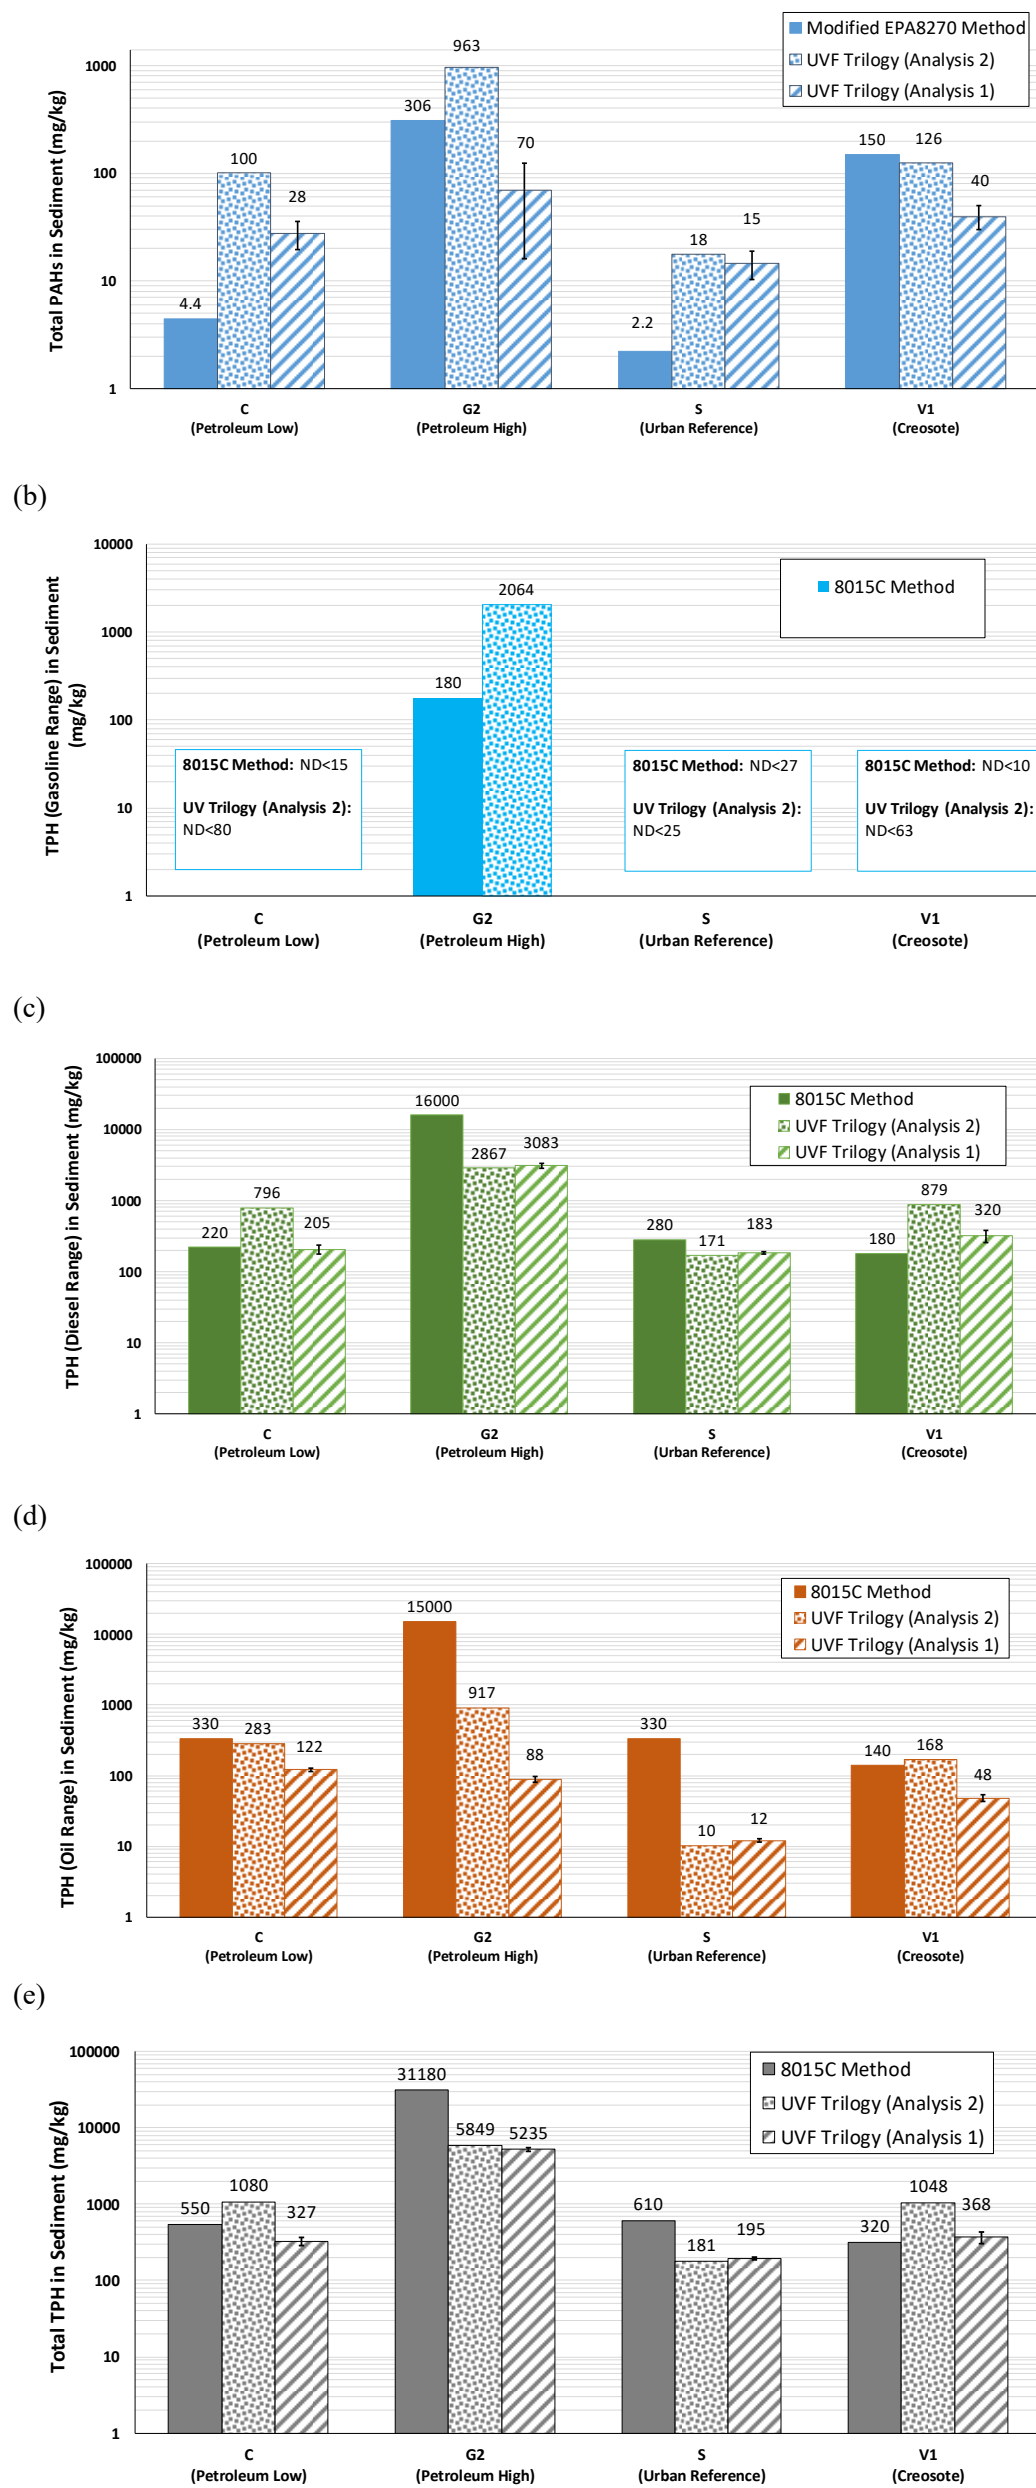 Modified EPA8270 Method
UVF Trilogy (Analysis 2)
UVF Trilogy (Analysis 1)
Total PAHs in Sediment (mg/kg)
1000
100
10
1
4.4
100
28
306
963
70
2.2
18
15
150
126
40
C
(Petroleum Low)
G2
(Petroleum High)
S
(Urban Reference)
V1
(Creosote)
(b)
TPH (Gasoline Range) in Sediment
(mg/kg)
10000
1000
100
10
1
8015C Method
180
2064
8015C Method: ND<15
UV Trilogy (Analysis 2):
ND<80
8015C Method: ND<27
UV Trilogy (Analysis 2):
ND<25
8015C Method: ND<10
UV Trilogy (Analysis 2):
ND<63
C
(Petroleum Low)
G2
(Petroleum High)
S
(Urban Reference)
V1
(Creosote)
(c)
TPH (Diesel Range) in Sediment (mg/kg)
100000
10000
1000
100
10
1
8015C Method
UVF Trilogy (Analysis 2)
UVF Trilogy (Analysis 1)
220
796
205
16000
2867
3083
280
171
183
180
879
320
C
(Petroleum Low)
G2
(Petroleum High)
S
(Urban Reference)
V1
(Creosote)
(d)
TPH (Oil Range) in Sediment (mg/kg)
100000
10000
1000
100
10
1
8015C Method
UVF Trilogy (Analysis 2)
UVF Trilogy (Analysis 1)
330
283
122
15000
917
88
330
10
12
140
168
48
C
(Petroleum Low)
G2
(Petroleum High)
S
(Urban Reference)
V1
(Creosote)
(e)
Total TPH in Sediment (mg/kg)
100000
10000
1000
100
10
1
8015C Method
UVF Trilogy (Analysis 2)
UVF Trilogy (Analysis 1)
550
1080
327
31180
5849
5235
610
181
195
320
1048
368
C
(Petroleum Low)
G2
(Petroleum High)
S
(Urban Reference)
V1
(Creosote)